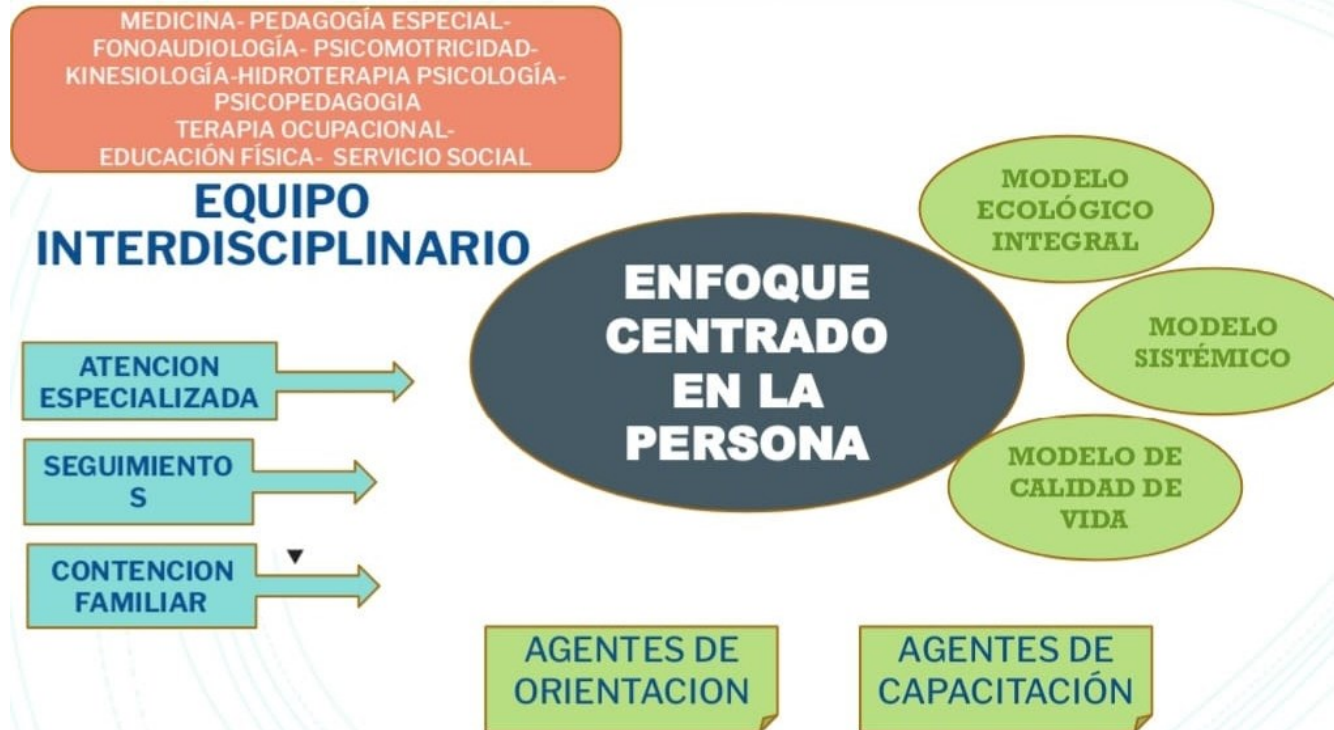 MEDICINA- PEDAGOGÍA ESPECIAL-
FONOAUDIOLOGÍA- PSICOMOTRICIDAD-
KINESIOLOGÍA-HIDROTERAPIA PSICOLOGÍA-
PSICOPEDAGOGIA
TERAPIA OCUPACIONAL-
EDUCACIÓN FÍSICA- SERVICIO SOCIAL
EQUIPO
INTERDISCIPLINARIO
ATENCION
ESPECIALIZADA
SEGUIMIENTO
S
CONTENCION
FAMILIAR
ENFOQUE
CENTRADO
EN LA
PERSONA
MODELO
ECOLÓGICO
INTEGRAL
MODELO
SISTÉMICO
MODELO DE
CALIDAD DE
VIDA
AGENTES DE
ORIENTACION
AGENTES DE
CAPACITACIÓN